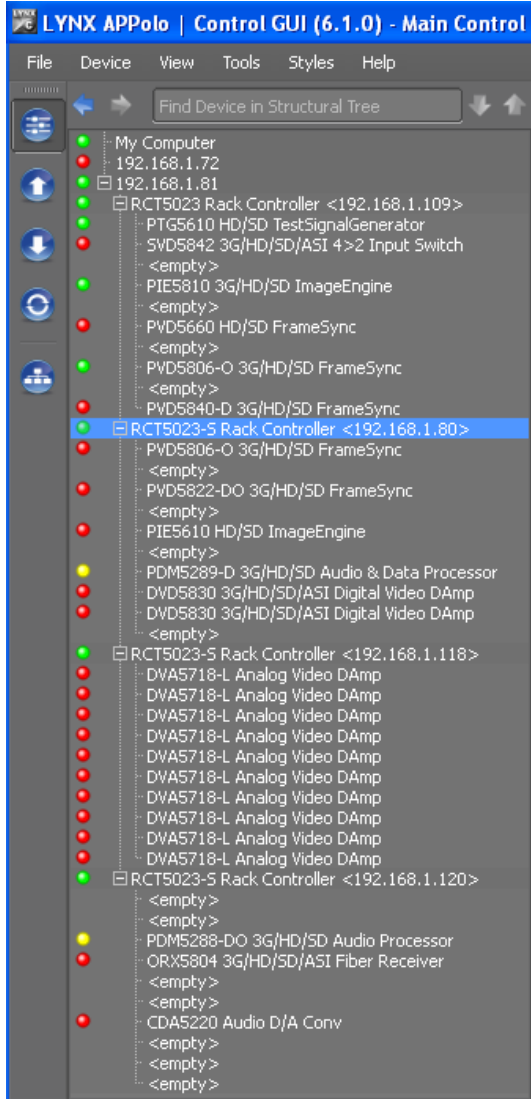 LYNX APPolo | Control GUI (6.1.0) - Main Control
File Device View Tools Styles Help
Find Device in Structural Tree
My Computer
192.168.1.72
192.168.1.81
RCT5023 Rack Controller <192.168.1.109>
PTG5610 HD/SD TestSignalGenerator
SVD5842 3G/HD/SD/ASI 4>2 Input Switch
<empty>
PIE5810 3G/HD/SD ImageEngine
<empty>
PVD5660 HD/SD FrameSync
<empty>
PVD5806-O 3G/HD/SD FrameSync
<empty>
PVD5840-D 3G/HD/SD FrameSync
RCT5023-S Rack Controller <192.168.1.80>
PVD5806-O 3G/HD/SD FrameSync
<empty>
PVD5822-DO 3G/HD/SD FrameSync
<empty>
PIE5610 HD/SD ImageEngine
<empty>
PDM5289-D 3G/HD/SD Audio & Data Processor
DVD5830 3G/HD/SD/ASI Digital Video DAmp
DVD5830 3G/HD/SD/ASI Digital Video DAmp
<empty>
RCT5023-S Rack Controller <192.168.1.118>
DVA5718-L Analog Video DAmp
DVA5718-L Analog Video DAmp
DVA5718-L Analog Video DAmp
DVA5718-L Analog Video DAmp
DVA5718-L Analog Video DAmp
DVA5718-L Analog Video DAmp
DVA5718-L Analog Video DAmp
DVA5718-L Analog Video DAmp
DVA5718-L Analog Video DAmp
DVA5718-L Analog Video DAmp
RCT5023-S Rack Controller <192.168.1.120>
<empty>
<empty>
PDM5288-DO 3G/HD/SD Audio Processor
ORX5804 3G/HD/SD/ASI Fiber Receiver
<empty>
<empty>
CDA5220 Audio D/A Conv
<empty>
<empty>
<empty>